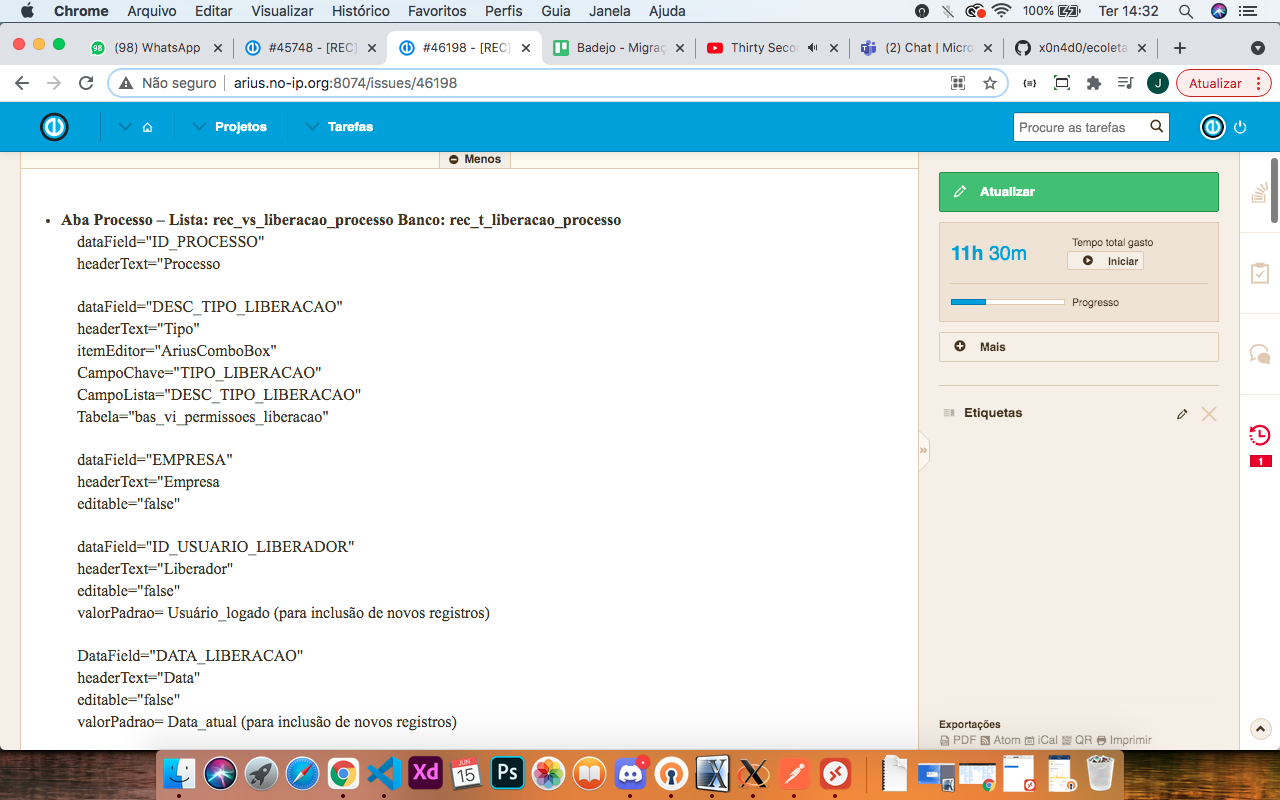 Chrome Arquivo Editar Visualizar Histórico Favoritos Perfis Guia Janela Ajuda 100% Ter 14:32
98 (98) WhatsApp #45748 - [REC] #46198 - [REC] Badejo - Migraç Thirty Seco (2) Chat | Micro x0n4d0/ecoleta
Não seguro arius.no-ip.org:8074/issues/46198 J Atualizar
Projetos Tarefas Procure as tarefas
Menos
Aba Processo – Lista: rec_vs_liberacao_processo Banco: rec_t_liberacao_processo
dataField="ID_PROCESSO"
headerText="Processo
dataField="DESC_TIPO_LIBERACAO"
headerText="Tipo"
itemEditor="AriusComboBox"
CampoChave="TIPO_LIBERACAO"
CampoLista="DESC_TIPO_LIBERACAO"
Tabela="bas_vi_permissoes_liberacao"
dataField="EMPRESA"
headerText="Empresa
editable="false"
dataField="ID_USUARIO_LIBERADOR"
headerText="Liberador"
editable="false"
valorPadrao= Usuário_logado (para inclusão de novos registros)
DataField="DATA_LIBERACAO"
headerText="Data"
editable="false"
valorPadrao= Data_atual (para inclusão de novos registros)
Atualizar
11h 30m
Tempo total gasto
Iniciar
Progresso
Mais
Etiquetas
1
Exportações
PDF Atom iCal QR Imprimir
Xd
JUN
15
Ps